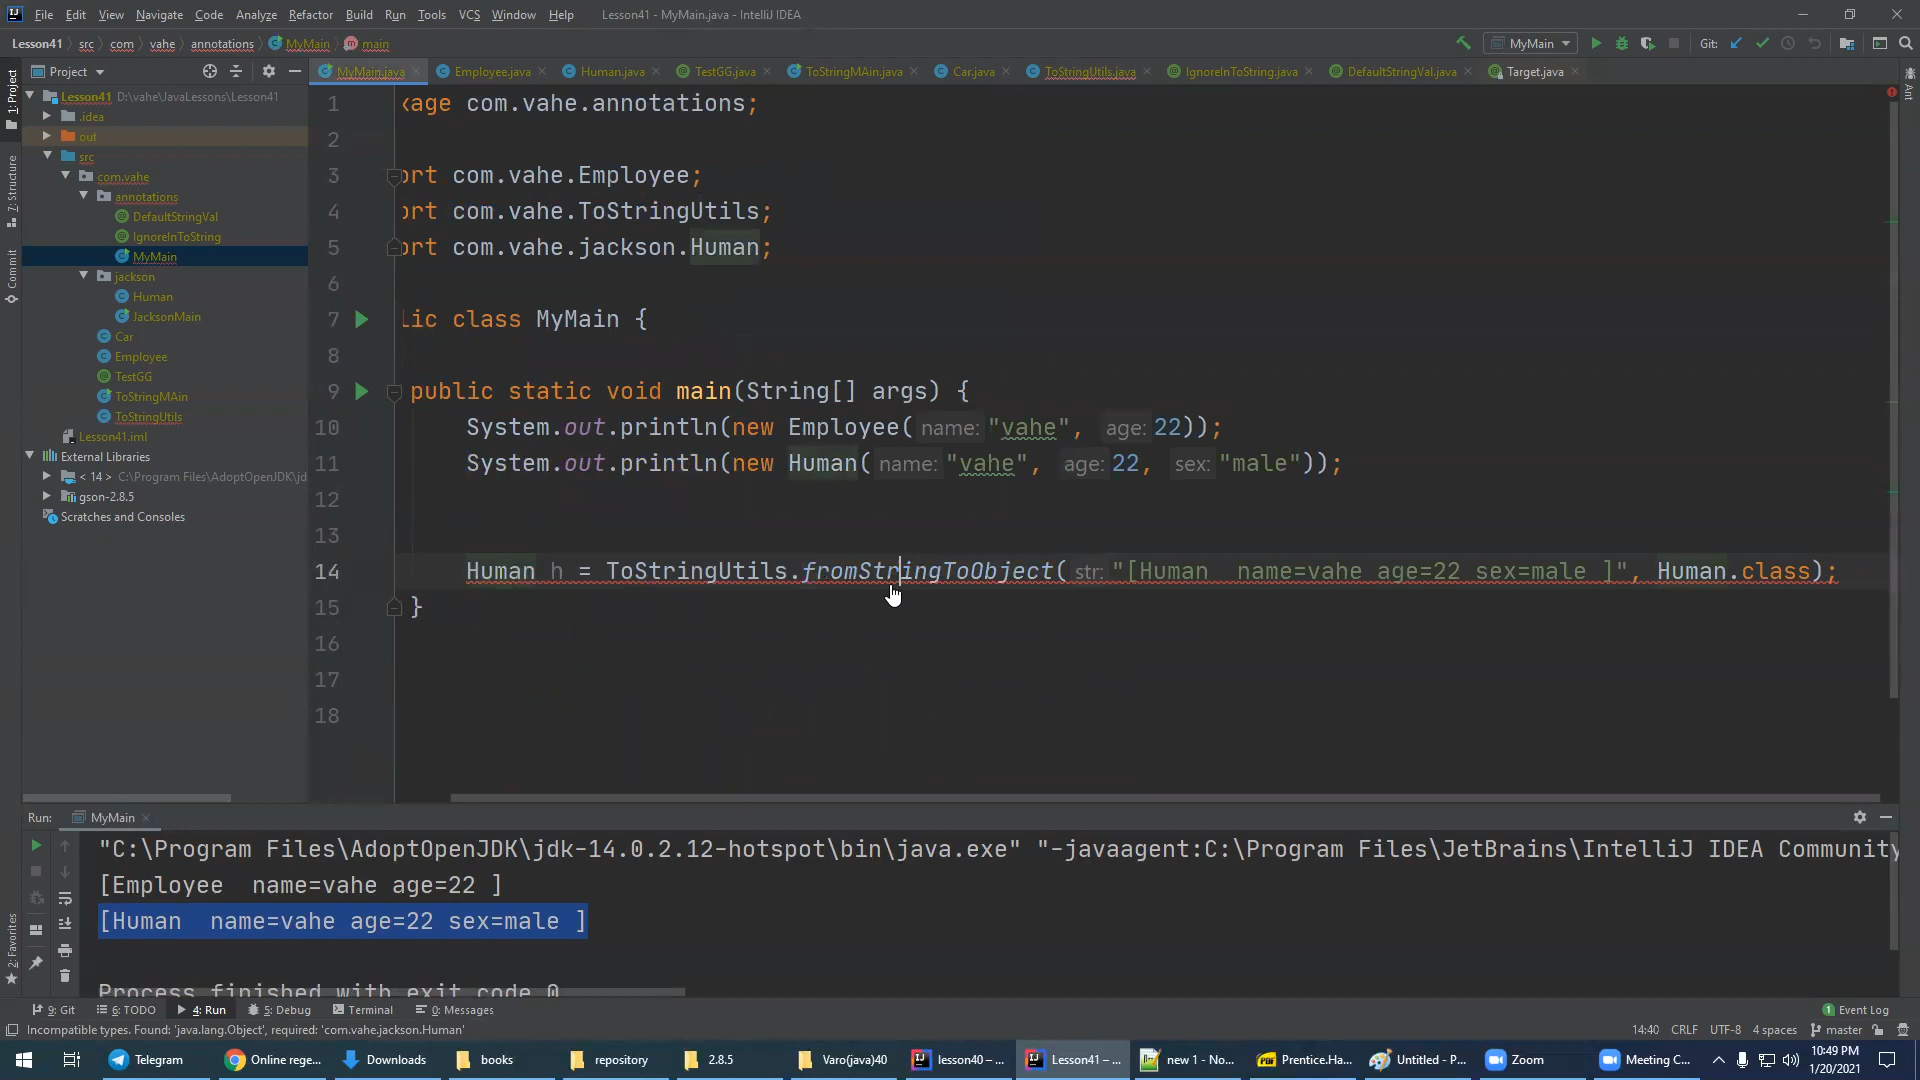 File Edit View Navigate Code Analyze Refactor Build Run Tools VCS Window Help Lesson41 - MyMain.java - IntelliJ IDEA
Lesson41 src com vahe annotations MyMain main MyMain Git:
Project MyMain.java Employee.java Human.java TestGG.java ToStringMAin.java Car.java ToStringUtils.java IgnoreInToString.java DefaultStringVal.java Target.java
1: Project
7: Structure
Commit
2: Favorites
Ant
Lesson41 D:\vahe\JavaLessons\Lesson41
.idea
out
src
com.vahe
annotations
DefaultStringVal
IgnoreInToString
MyMain
jackson
Human
JacksonMain
Car
Employee
TestGG
ToStringMAin
ToStringUtils
Lesson41.iml
External Libraries
< 14 > C:\Program Files\AdoptOpenJDK\jd
gson-2.8.5
Scratches and Consoles
1 kage com.vahe.annotations;
2
3 ort com.vahe.Employee;
4 ort com.vahe.ToStringUtils;
5 ort com.vahe.jackson.Human;
6
7 lic class MyMain {
8
9 public static void main(String[] args) {
10 System.out.println(new Employee( name: "vahe", age: 22));
11 System.out.println(new Human( name: "vahe", age: 22, sex: "male"));
12
13
14 Human h = ToStringUtils.fromStringToObject( str: "[Human  name=vahe age=22 sex=male ]", Human.class);
15 }
16
17
18
Run: MyMain
"C:\Program Files\AdoptOpenJDK\jdk-14.0.2.12-hotspot\bin\java.exe" "-javaagent:C:\Program Files\JetBrains\IntelliJ IDEA Community
[Employee  name=vahe age=22 ]
[Human  name=vahe age=22 sex=male ]
Process finished with exit code 0
9: Git 6: TODO 4: Run 5: Debug Terminal 0: Messages 1 Event Log
Incompatible types. Found: 'java.lang.Object', required: 'com.vahe.jackson.Human' 14:40 CRLF UTF-8 4 spaces master
Telegram Online rege... Downloads books repository 2.8.5 Varo(java)40 lesson40 – ... Lesson41 – ... new 1 - No... Prentice.Ha... Untitled - P... Zoom Meeting C... 10:49 PM
1/20/2021